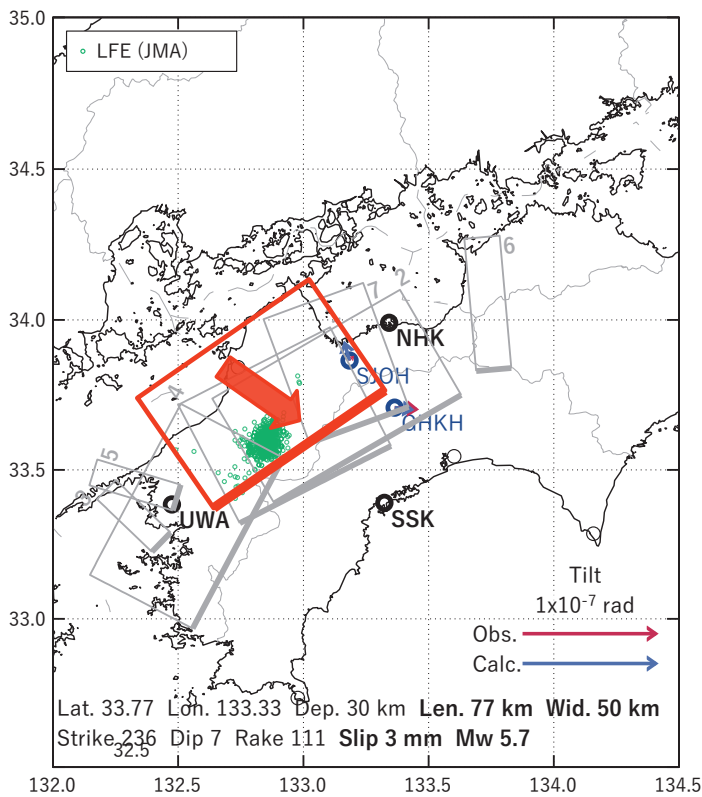 35.0
LFE (JMA)
34.5
6
7
2
34.0
NHK
SJOH
GHKH
4
5
3
33.5
UWA
SSK
Tilt
1x10-7 rad
33.0
Obs.
Calc.
Lat. 33.77 Lon. 133.33 Dep. 30 km Len. 77 km Wid. 50 km
Strike 236 Dip 7 Rake 111 Slip 3 mm Mw 5.7
32.5
132.0 132.5 133.0 133.5 134.0 134.5